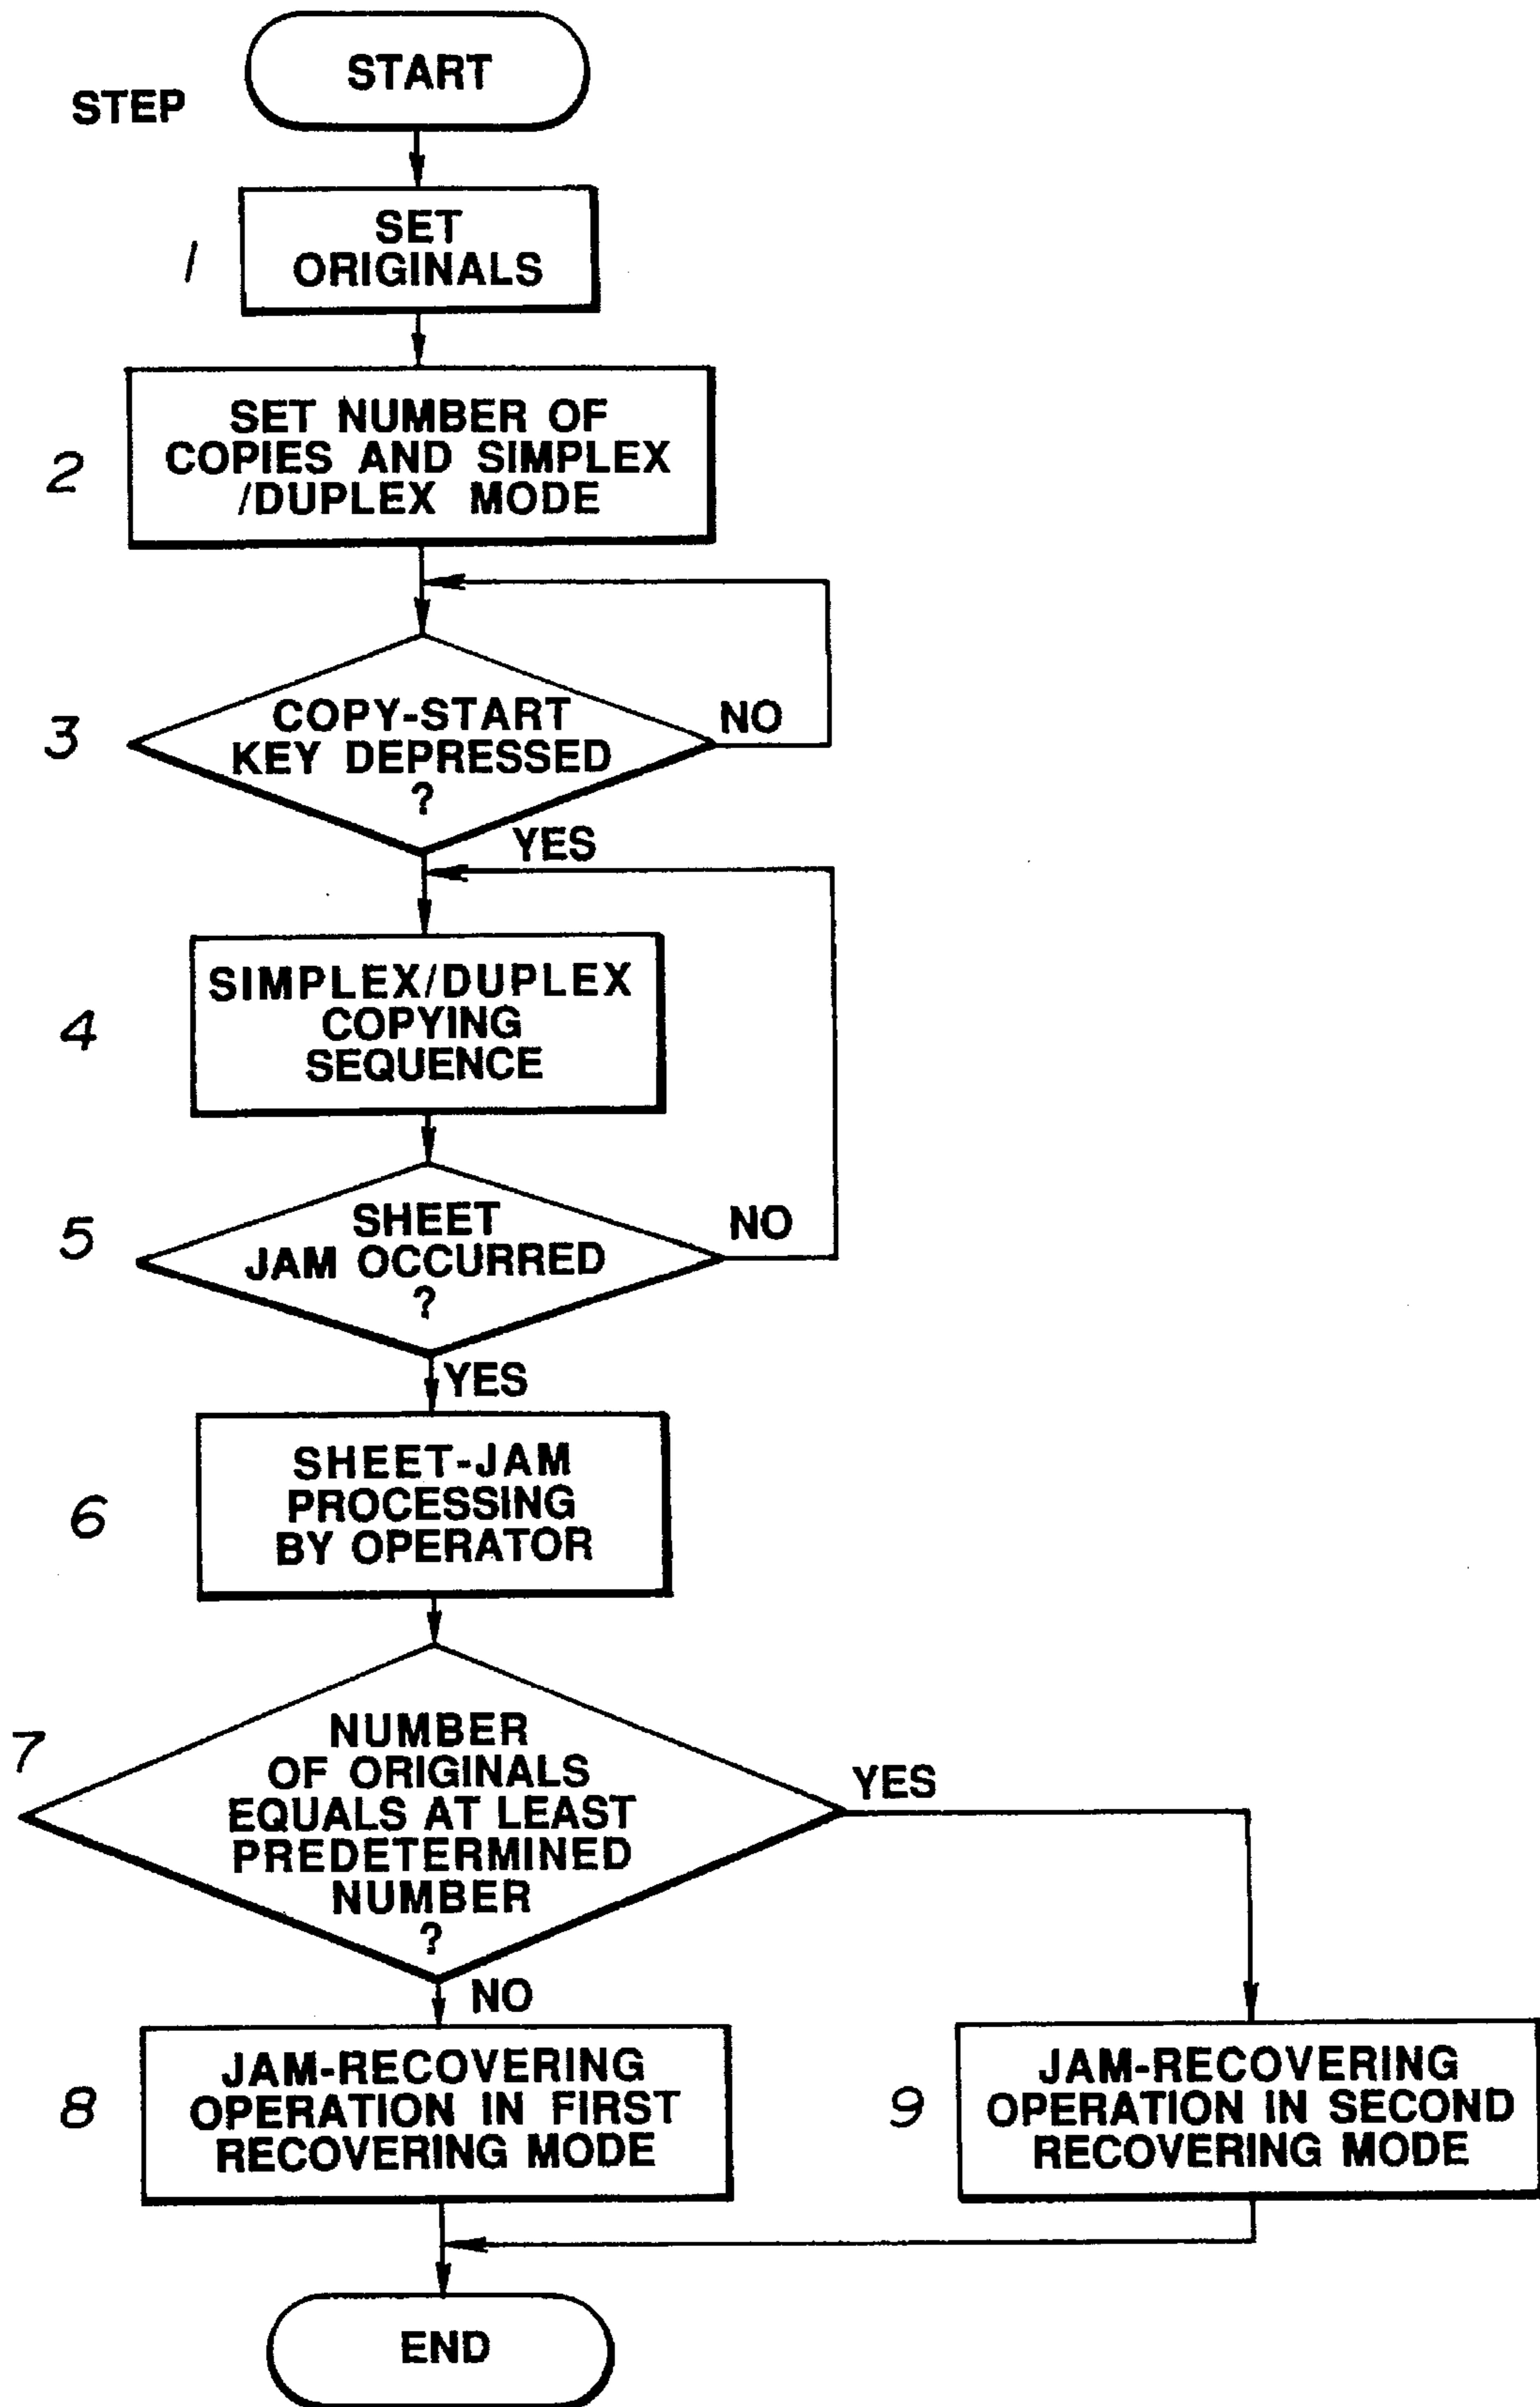 START
STEP
1
SET
ORIGINALS
2
SET NUMBER OF
COPIES AND SIMPLEX
/DUPLEX MODE
3
COPY-START
KEY DEPRESSED
?
NO
YES
4
SIMPLEX/DUPLEX
COPYING
SEQUENCE
5
SHEET
JAM OCCURRED
?
NO
YES
6
SHEET-JAM
PROCESSING
BY OPERATOR
7
NUMBER
OF ORIGINALS
EQUALS AT LEAST
PREDETERMINED
NUMBER
?
YES
NO
8
JAM-RECOVERING
OPERATION IN FIRST
RECOVERING MODE
9
JAM-RECOVERING
OPERATION IN SECOND
RECOVERING MODE
END